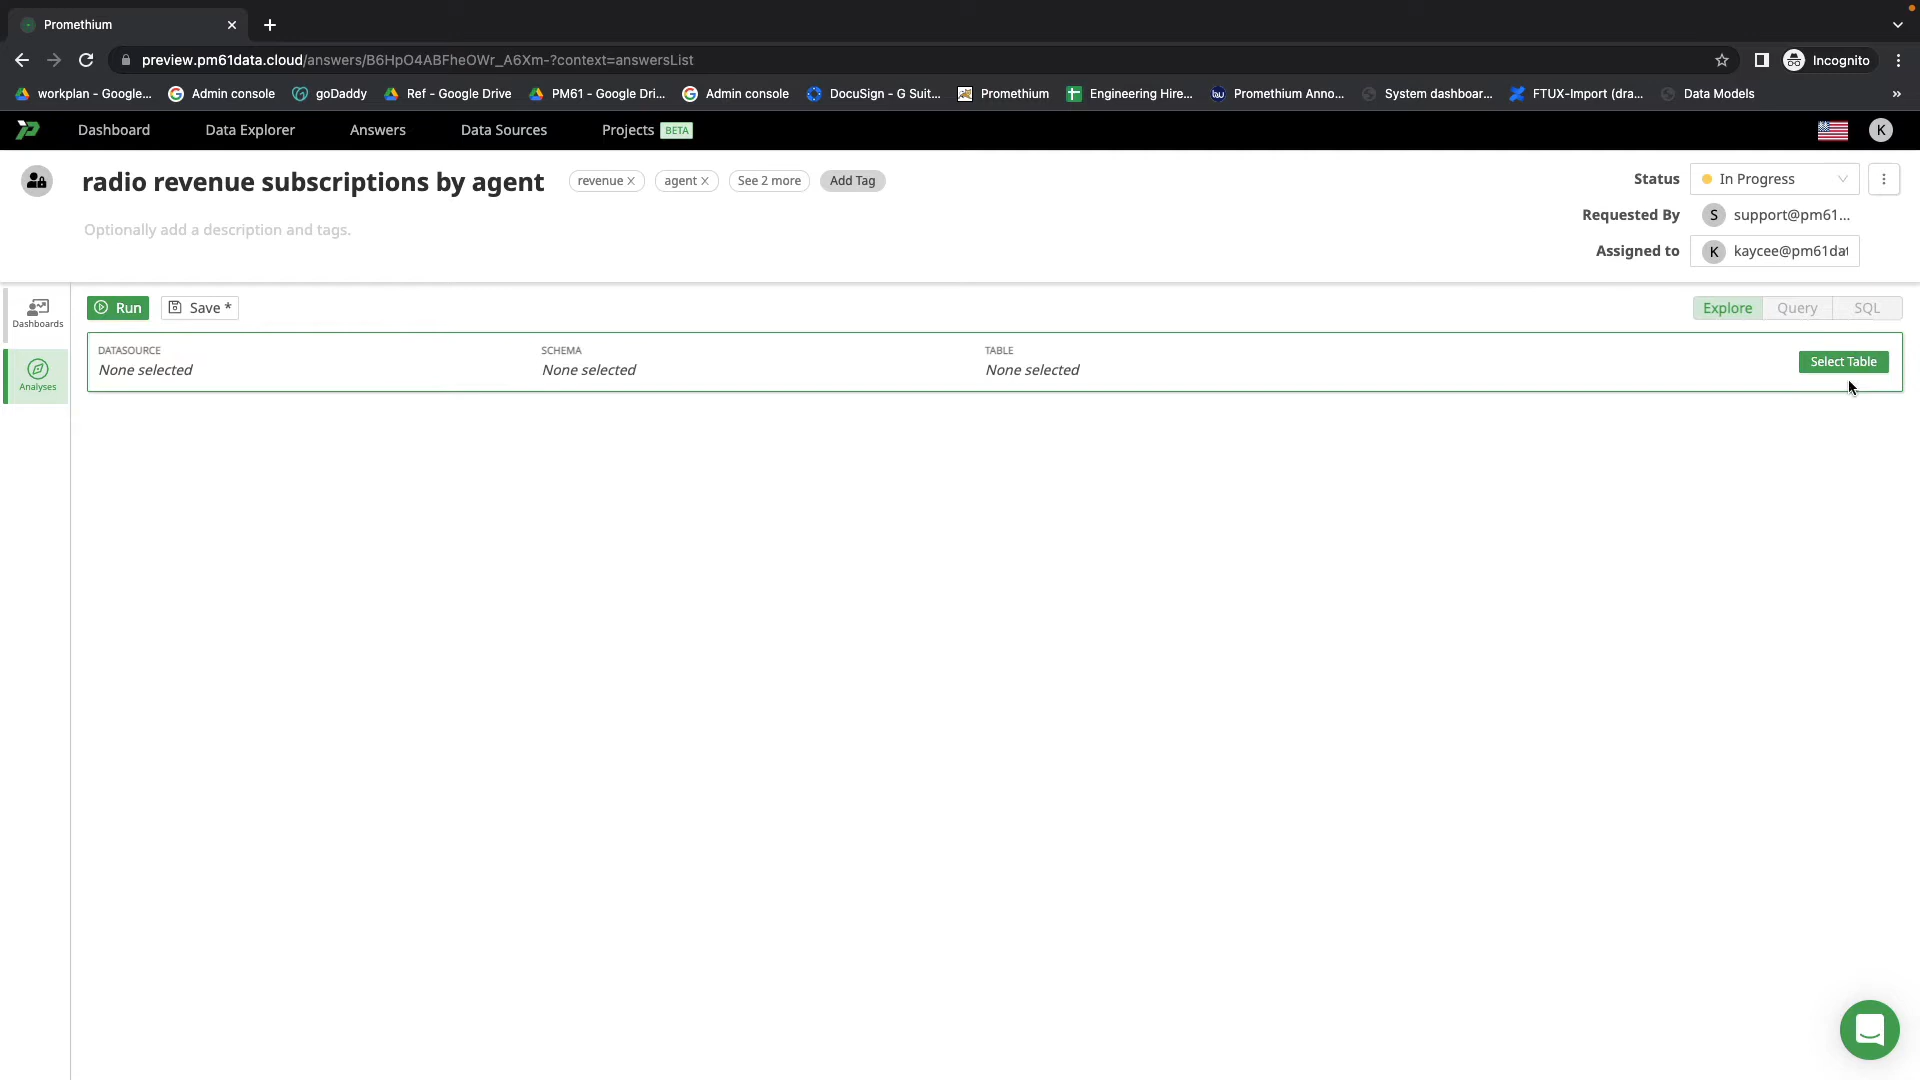 Promethium
preview.pm61data.cloud/answers/B6HpO4ABFheOWr_A6Xm-?context=answersList
Incognito
workplan - Google... Admin console goDaddy Ref - Google Drive PM61 - Google Dri... Admin console DocuSign - G Suit... Promethium Engineering Hire... Promethium Anno... System dashboar... FTUX-Import (dra... Data Models »
Dashboard Data Explorer Answers Data Sources Projects BETA K
radio revenue subscriptions by agent revenue agent See 2 more Add Tag
Optionally add a description and tags.
Status In Progress
Requested By S support@pm61...
Assigned to K kaycee@pm61dat
Dashboards
Analyses
Run Save * Explore Query SQL
DATASOURCE SCHEMA TABLE
None selected None selected None selected
Select Table